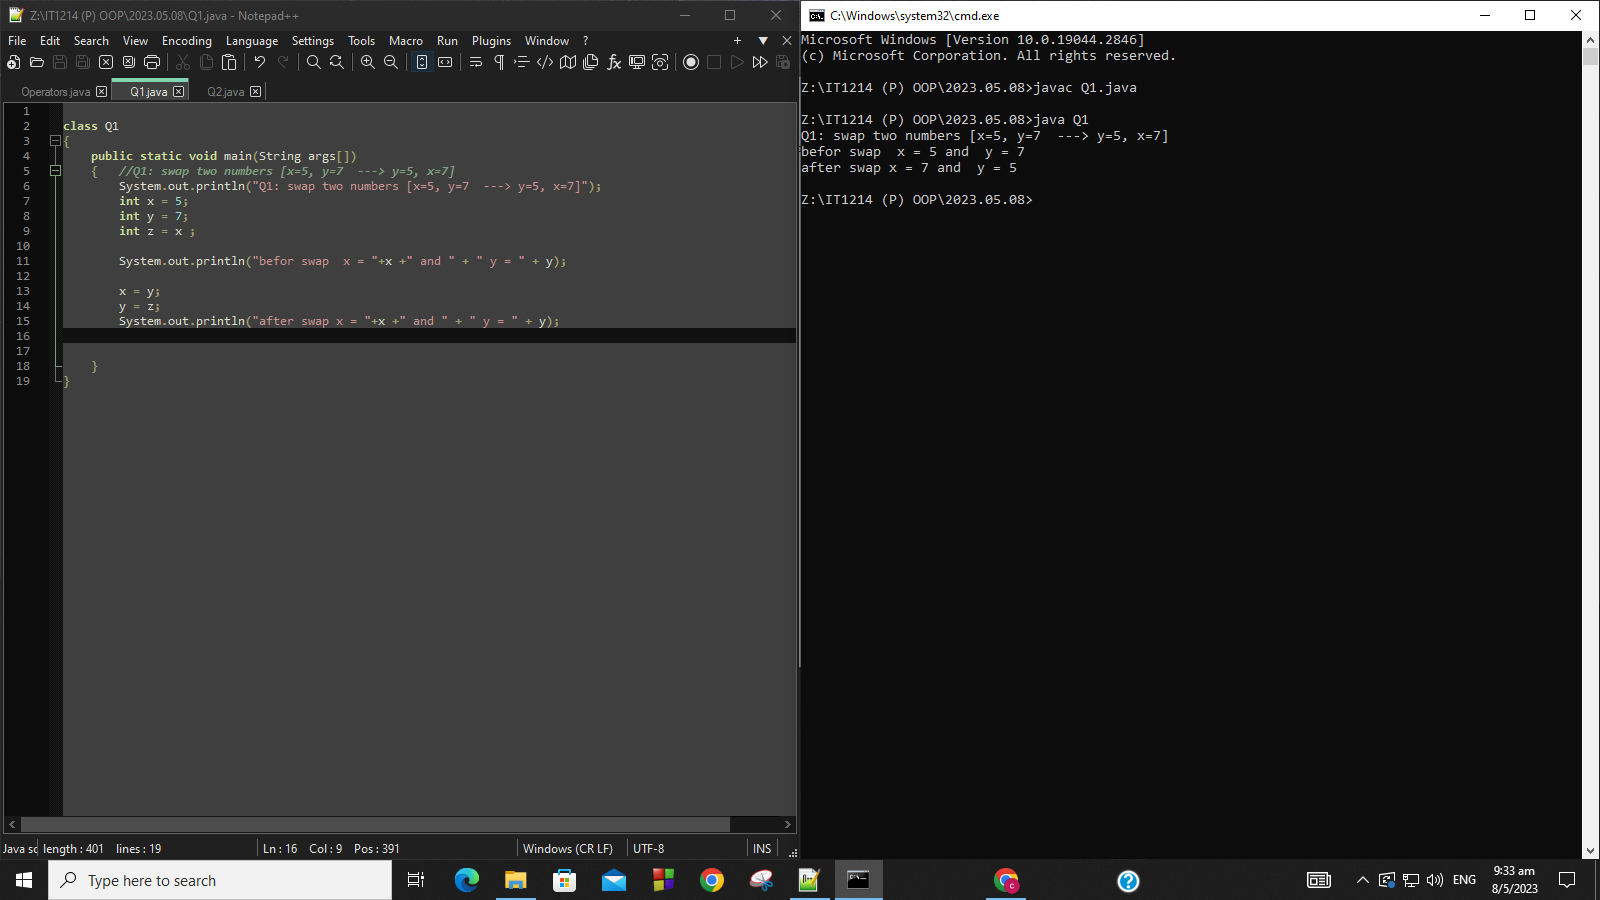 Z:\IT1214 (P) OOP\2023.05.08\Q1.java - Notepad++
File Edit Search View Encoding Language Settings Tools Macro Run Plugins Window ?
Operators.java Q1.java Q2.java
1
2 class Q1
3 {
4 public static void main(String args[])
5 { //Q1: swap two numbers [x=5, y=7 ---> y=5, x=7]
6 System.out.println("Q1: swap two numbers [x=5, y=7 ---> y=5, x=7]");
7 int x = 5;
8 int y = 7;
9 int z = x ;
10
11 System.out.println("befor swap  x = "+x +" and " + " y = " + y);
12
13 x = y;
14 y = z;
15 System.out.println("after swap x = "+x +" and " + " y = " + y);
16
17
18 }
19 }
Java sc length : 401 lines : 19 Ln : 16 Col : 9 Pos : 391 Windows (CR LF) UTF-8 INS
C:\Windows\system32\cmd.exe
Microsoft Windows [Version 10.0.19044.2846]
(c) Microsoft Corporation. All rights reserved.
Z:\IT1214 (P) OOP\2023.05.08>javac Q1.java
Z:\IT1214 (P) OOP\2023.05.08>java Q1
Q1: swap two numbers [x=5, y=7  ---> y=5, x=7]
befor swap  x = 5 and  y = 7
after swap x = 7 and  y = 5
Z:\IT1214 (P) OOP\2023.05.08>
Type here to search
ENG
9:33 am
8/5/2023